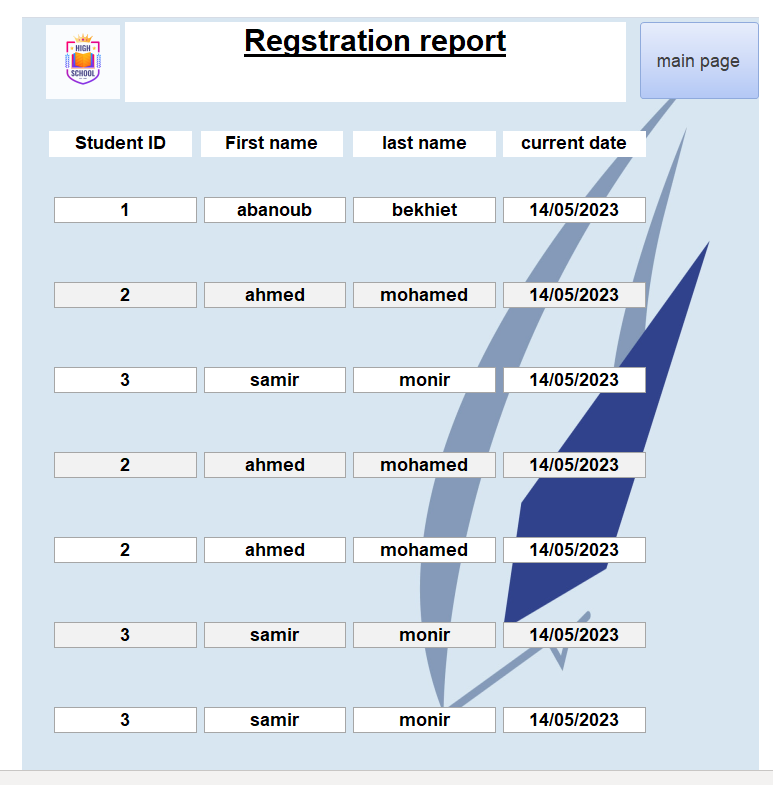 HIGH
SCHOOL
Regstration report
main page
Student ID First name last name current date
1 abanoub bekhiet 14/05/2023
2 ahmed mohamed 14/05/2023
3 samir monir 14/05/2023
2 ahmed mohamed 14/05/2023
2 ahmed mohamed 14/05/2023
3 samir monir 14/05/2023
3 samir monir 14/05/2023